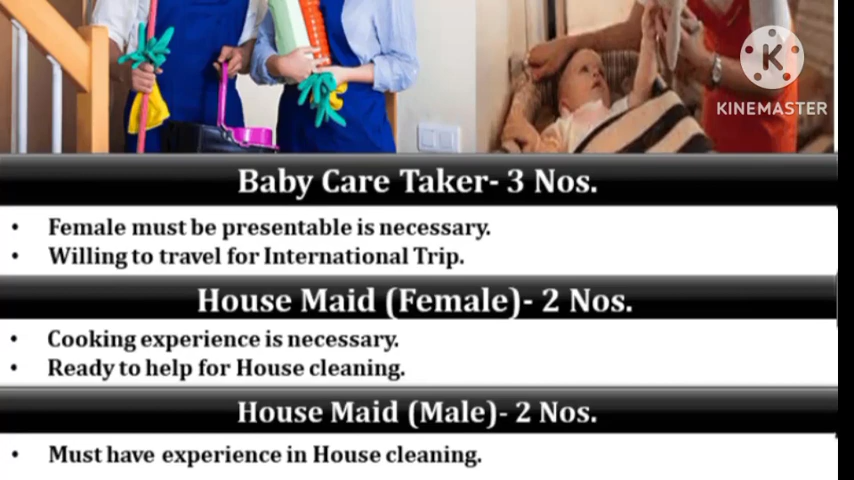 K
KINEMASTER
Baby Care Taker- 3 Nos.
• Female must be presentable is necessary.
• Willing to travel for International Trip.
House Maid (Female)- 2 Nos.
• Cooking experience is necessary.
• Ready to help for House cleaning.
House Maid (Male)- 2 Nos.
• Must have experience in House cleaning.